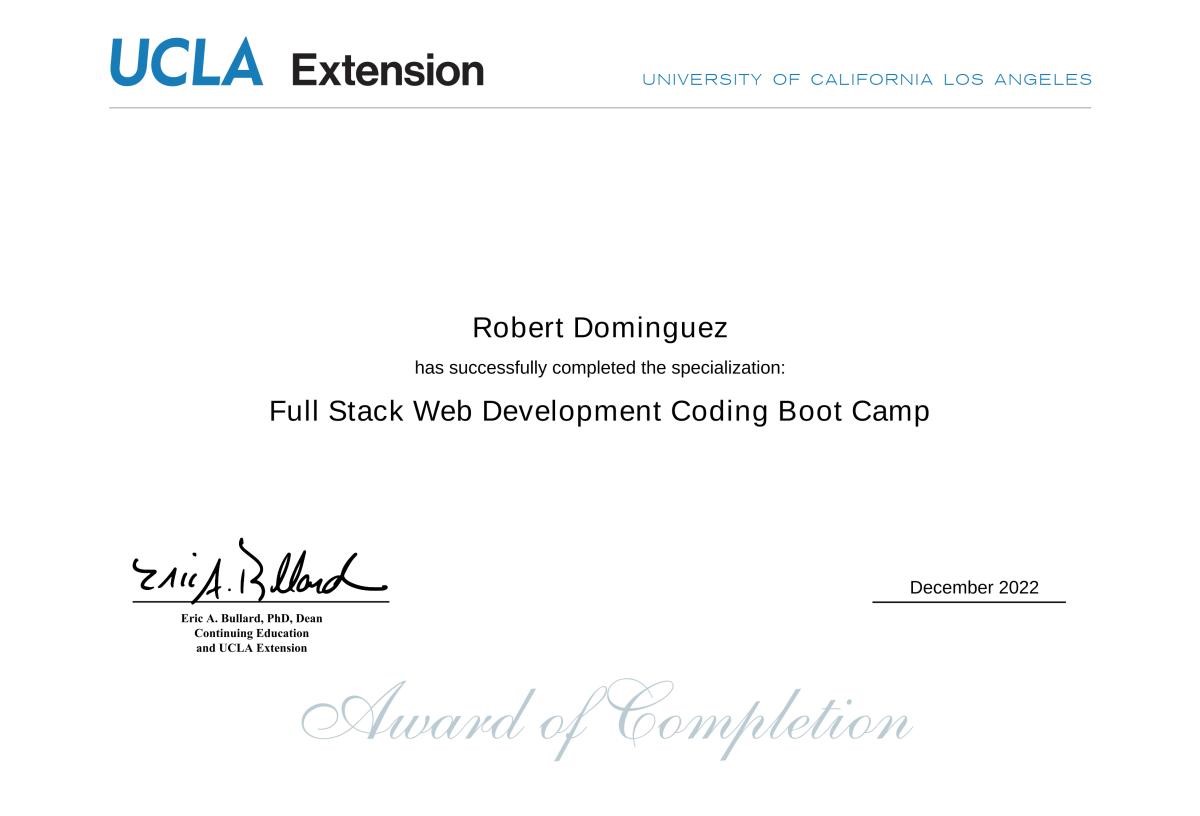 UCLA Extension
UNIVERSITY OF CALIFORNIA LOS ANGELES
Robert Dominguez
has successfully completed the specialization:
Full Stack Web Development Coding Boot Camp
Eric A. Bullard
December 2022
Eric A. Bullard, PhD, Dean
Continuing Education
and UCLA Extension
Award of Completion